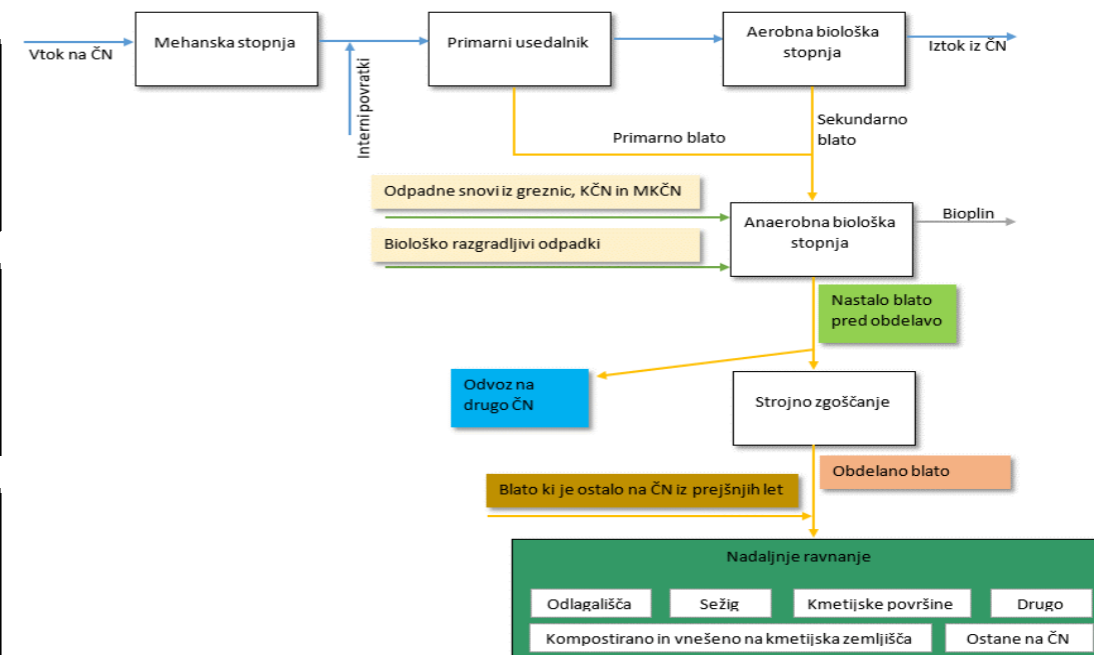 Vtok na ČN
Mehanska stopnja
Interni povratki
Primarni usedalnik
Aerobna biološka
stopnja
Iztok iz ČN
Primarno blato
Sekundarno
blato
Odpadne snovi iz greznic, KČN in MKČN
Biološko razgradljivi odpadki
Anaerobna biološka
stopnja
Bioplin
Nastalo blato
pred obdelavo
Odvoz na
drugo ČN
Strojno zgoščanje
Obdelano blato
Blato ki je ostalo na ČN iz prejšnjih let
Nadaljnje ravnanje
Odlagališča
Sežig
Kmetijske površine
Drugo
Kompostirano in vnešeno na kmetijska zemljišča
Ostane na ČN